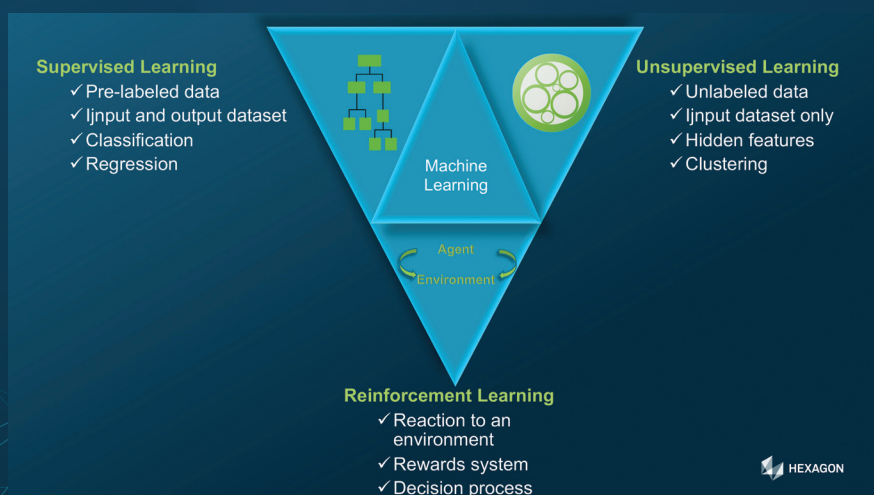 Supervised Learning
✓ Pre-labeled data
✓ Ijnput and output dataset
✓ Classification
✓ Regression
Machine
Learning
Unsupervised Learning
✓ Unlabeled data
✓ Ijnput dataset only
✓ Hidden features
✓ Clustering
Agent
Environment
Reinforcement Learning
✓ Reaction to an
environment
✓ Rewards system
✓ Decision process
HEXAGON